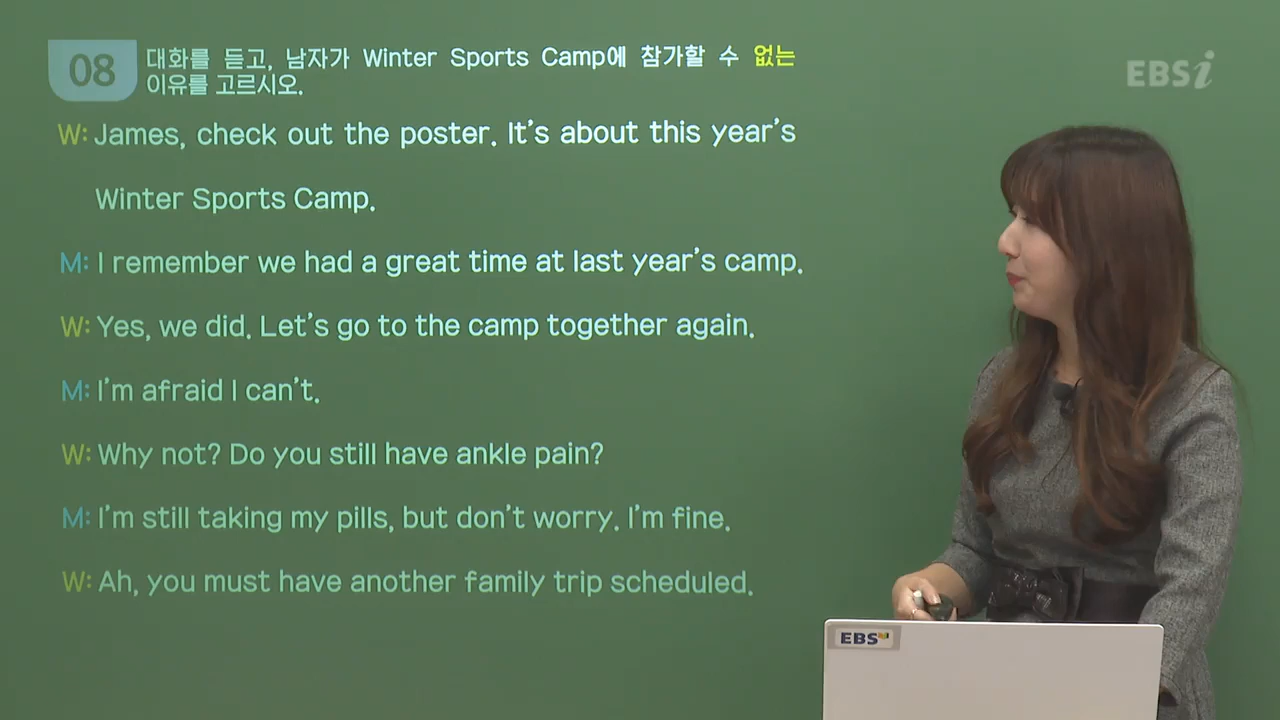 08
대화를 듣고, 남자가 Winter Sports Camp에 참가할 수 없는
이유를 고르시오.
EBSi
W: James, check out the poster. It's about this year's
Winter Sports Camp.
M: I remember we had a great time at last year's camp.
W: Yes, we did. Let's go to the camp together again.
M: I'm afraid I can't.
W: Why not? Do you still have ankle pain?
M: I'm still taking my pills, but don't worry. I'm fine.
W: Ah, you must have another family trip scheduled.
EBS